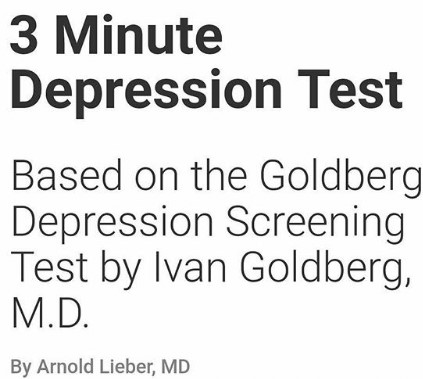 3 Minute
Depression Test
Based on the Goldberg
Depression Screening
Test by Ivan Goldberg,
M.D.
By Arnold Lieber, MD